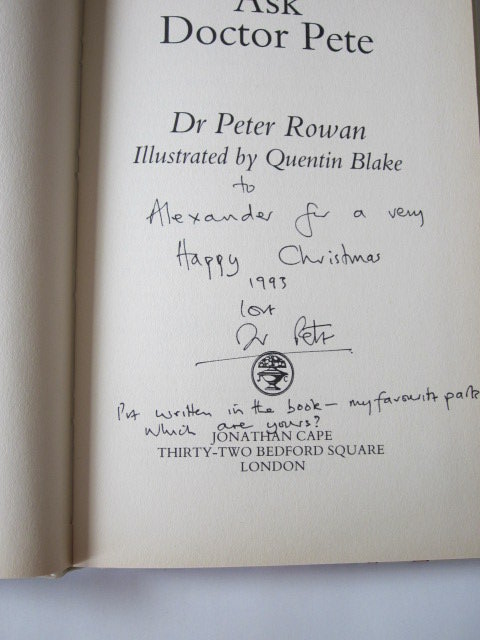 Ask
Doctor Pete
Dr Peter Rowan
Illustrated by Quentin Blake
to
Alexander for a very
Happy Christmas
1993
love
Dr Pete
I've written in the book – my favourite parts
which are yours?
JONATHAN CAPE
THIRTY-TWO BEDFORD SQUARE
LONDON